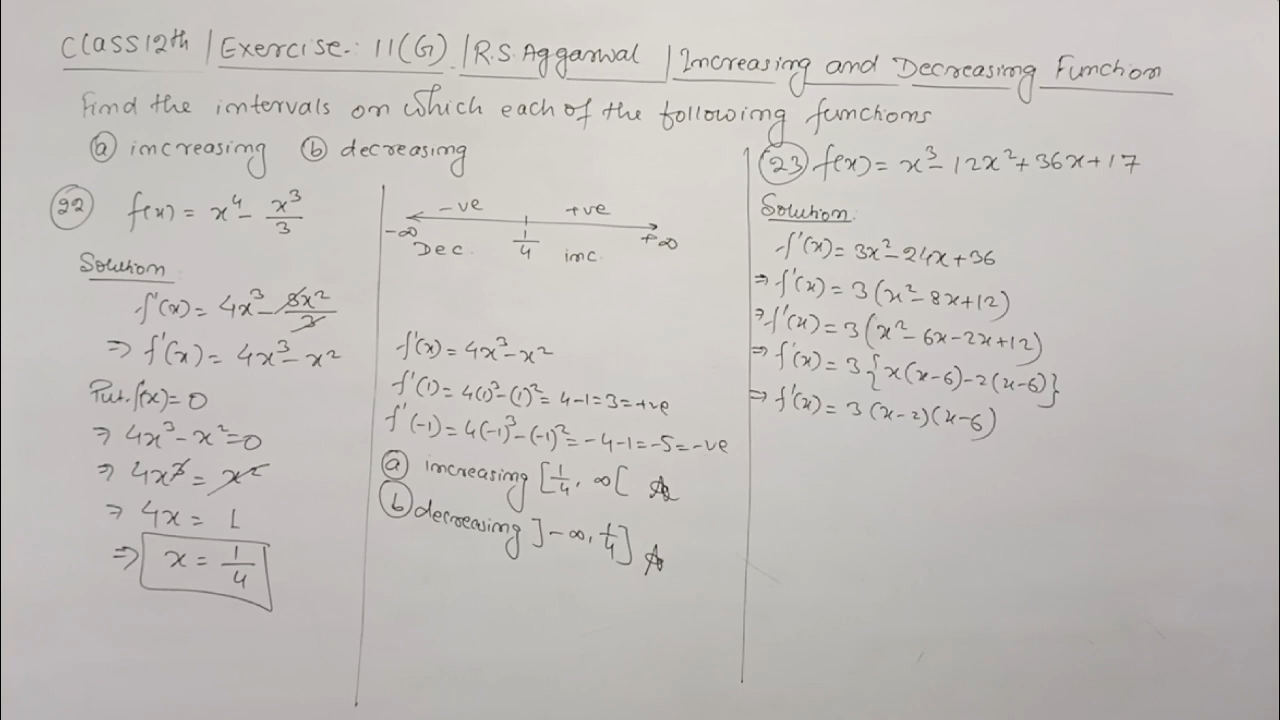 Class 12th | Exercise:. 11(G) | R.S. Aggarwal | Increasing and Decreasing Function
Find the intervals on which each of the following functions
(a) increasing (b) decreasing
(22) f(x) = x⁴ - x³/3
Solution
f'(x) = 4x³ - 3x²/3
⇒ f'(x) = 4x³ - x²
Put. f(x) = 0
⇒ 4x³ - x² = 0
⇒ 4x³ = x²
⇒ 4x = 1
⇒ x = 1/4
-ve +ve
-∞ 1/4 +∞
Dec. inc.
f'(x) = 4x³ - x²
f'(1) = 4(1)³ - (1)² = 4 - 1 = 3 = +ve
f'(-1) = 4(-1)³ - (-1)² = -4 - 1 = -5 = -ve
(a) increasing [1/4, ∞[
(b) decreasing ]-∞, 1/4]
(23) f(x) = x³ - 12x² + 36x + 17
Solution.
f'(x) = 3x² - 24x + 36
⇒ f'(x) = 3(x² - 8x + 12)
⇒ f'(x) = 3(x² - 6x - 2x + 12)
⇒ f'(x) = 3{x(x-6) - 2(x-6)}
⇒ f'(x) = 3(x-2)(x-6)